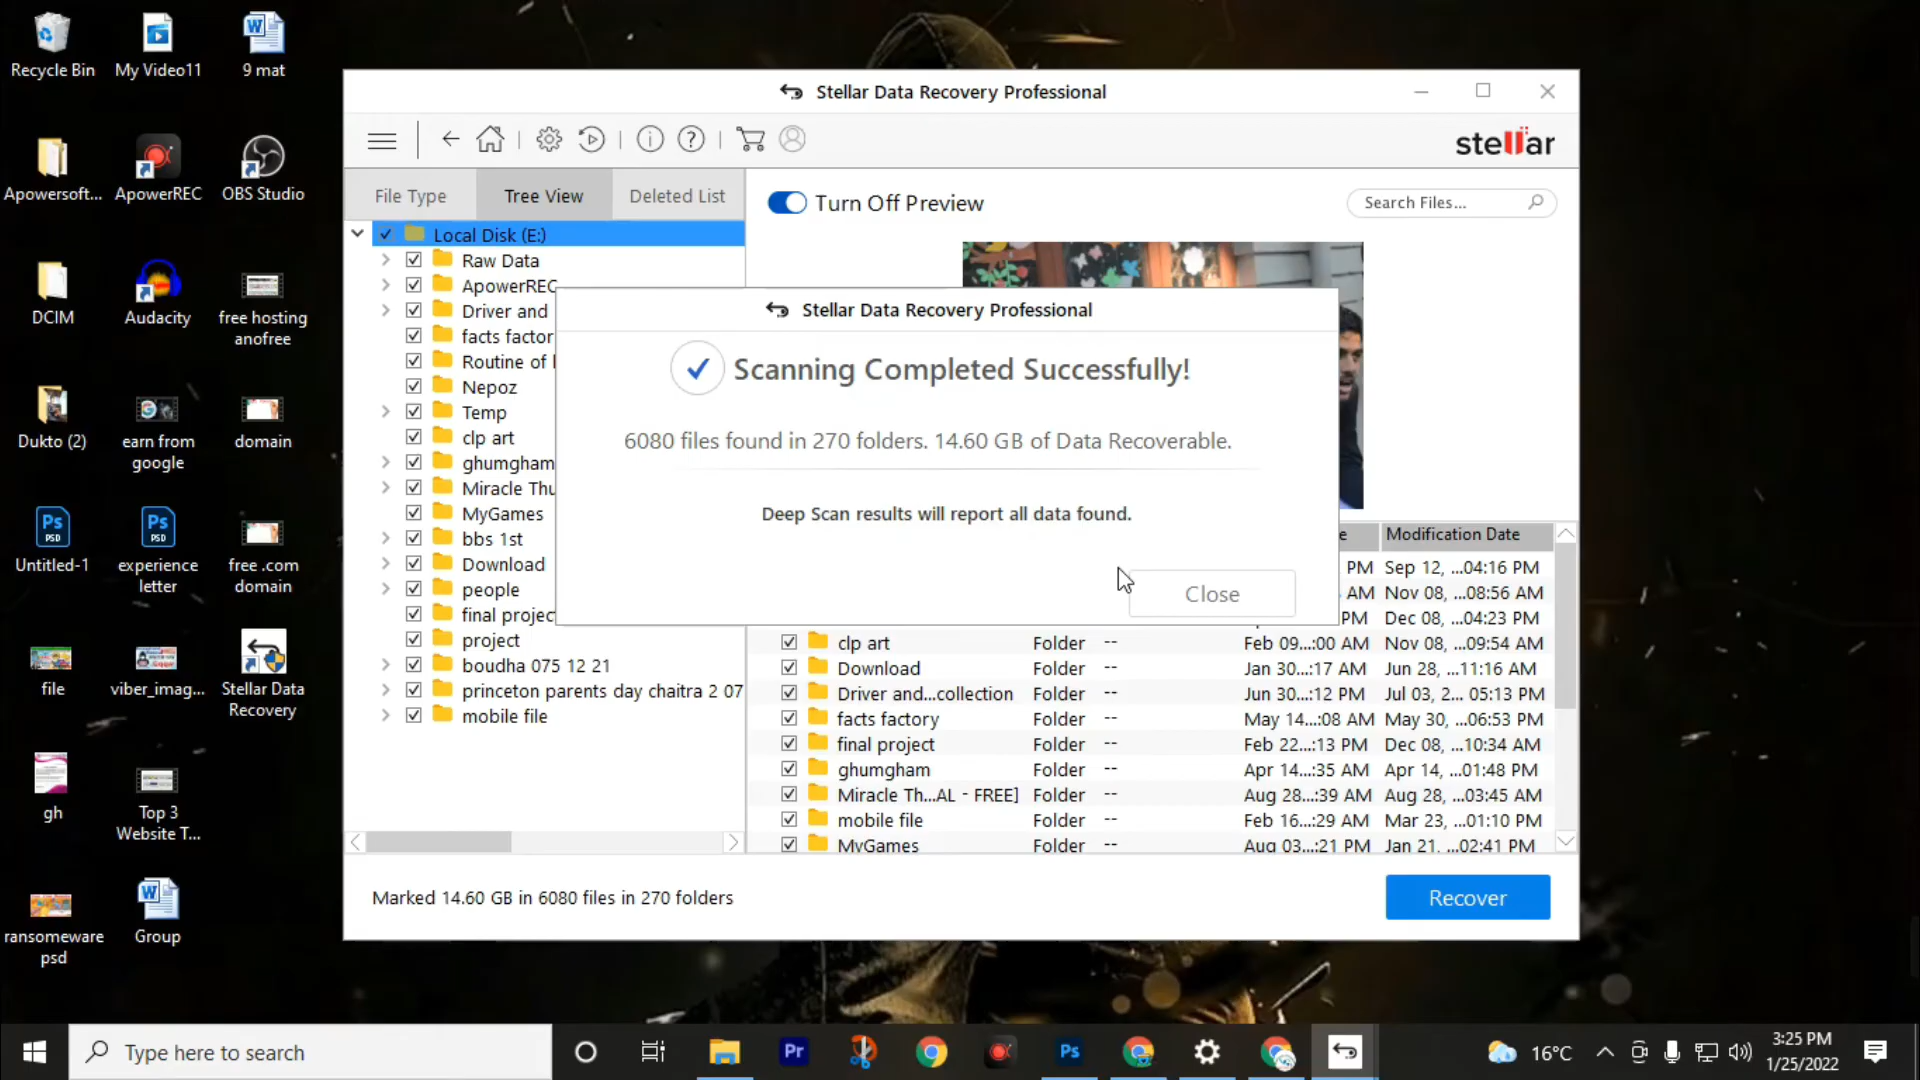 Recycle Bin
My Video11
9 mat
Apowersoft...
ApowerREC
OBS Studio
DCIM
Audacity
free hosting
anofree
Dukto (2)
earn from
google
domain
Untitled-1
experience
letter
free .com
domain
file
viber_imag...
Stellar Data
Recovery
gh
Top 3
Website T...
ransomeware
psd
Group
Stellar Data Recovery Professional
stellar
File Type
Tree View
Deleted List
Turn Off Preview
Search Files...
Local Disk (E:)
Raw Data
ApowerREC
Driver and
facts factor
Routine of
Nepoz
Temp
clp art
ghumgham
Miracle Thu
MyGames
bbs 1st
Download
people
final projec
project
boudha 075 12 21
princeton parents day chaitra 2 07
mobile file
Stellar Data Recovery Professional
Scanning Completed Successfully!
6080 files found in 270 folders. 14.60 GB of Data Recoverable.
Deep Scan results will report all data found.
Close
e Modification Date
PM Sep 12, ...04:16 PM
AM Nov 08, ...08:56 AM
PM Dec 08, ...04:23 PM
clp art Folder -- Feb 09...:00 AM Nov 08, ...09:54 AM
Download Folder -- Jan 30...:17 AM Jun 28, ...11:16 AM
Driver and...collection Folder -- Jun 30...:12 PM Jul 03, 2... 05:13 PM
facts factory Folder -- May 14...:08 AM May 30, ...06:53 PM
final project Folder -- Feb 22...:13 PM Dec 08, ...10:34 AM
ghumgham Folder -- Apr 14...:35 AM Apr 14, ...01:48 PM
Miracle Th...AL - FREE] Folder -- Aug 28...:39 AM Aug 28, ...03:45 AM
mobile file Folder -- Feb 16...:29 AM Mar 23, ...01:10 PM
MyGames Folder -- Aug 03...:21 PM Jan 21, ...02:41 PM
Marked 14.60 GB in 6080 files in 270 folders
Recover
Type here to search
Pr
Ps
16°C
3:25 PM
1/25/2022